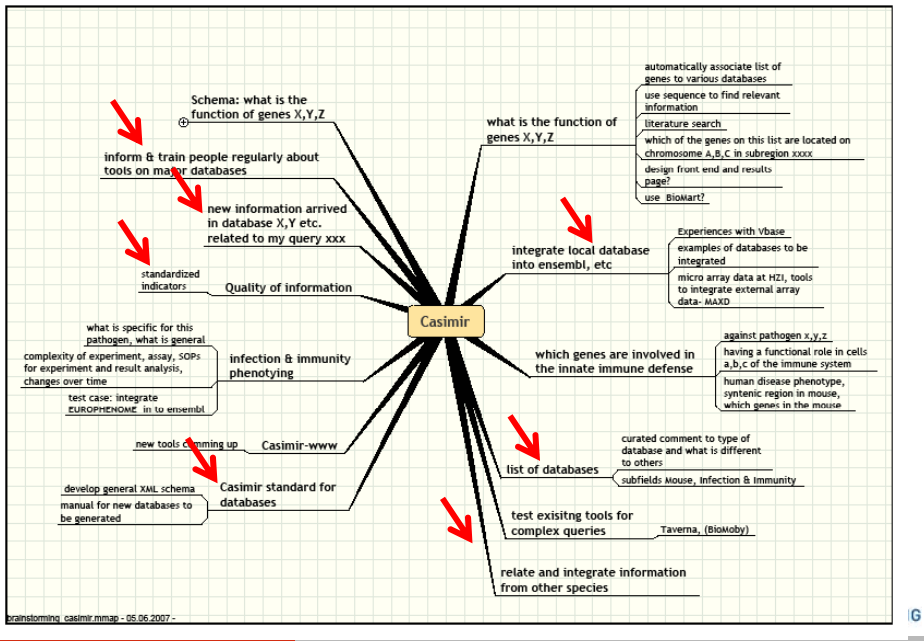 Schema: what is the
function of genes X,Y,Z
inform & train people regularly about
tools on major databases
new information arrived
in database X,Y etc.
related to my query xxx
standardized
indicators
Quality of information
what is specific for this
pathogen, what is general
complexity of experiment, assay, SOPs
for experiment and result analysis,
changes over time
test case: integrate
EUROPHENOME in to ensembl
infection & immunity
phenotying
new tools comming up
Casimir-www
develop general XML schema
manual for new databases to
be generated
Casimir standard for
databases
Casimir
what is the function of
genes X,Y,Z
automatically associate list of
genes to various databases
use sequence to find relevant
information
literature search
which of the genes on this list are located on
chromosome A,B,C in subregion xxxx
design front end and results
page?
use BioMart?
integrate local database
into ensembl, etc
Experiences with Vbase
examples of databases to be
integrated
micro array data at HZI, tools
to integrate external array
data- MAXD
which genes are involved in
the innate immune defense
against pathogen x,y,z
having a functional role in cells
a,b,c of the immune system
human disease phenotype,
syntenic region in mouse,
which genes in the mouse
list of databases
curated comment to type of
database and what is different
to others
subfields Mouse, Infection & Immunity
test exisitng tools for
complex queries
Taverna, (BioMoby)
relate and integrate information
from other species
brainstorming casimir.mmap - 05.06.2007 -
IG